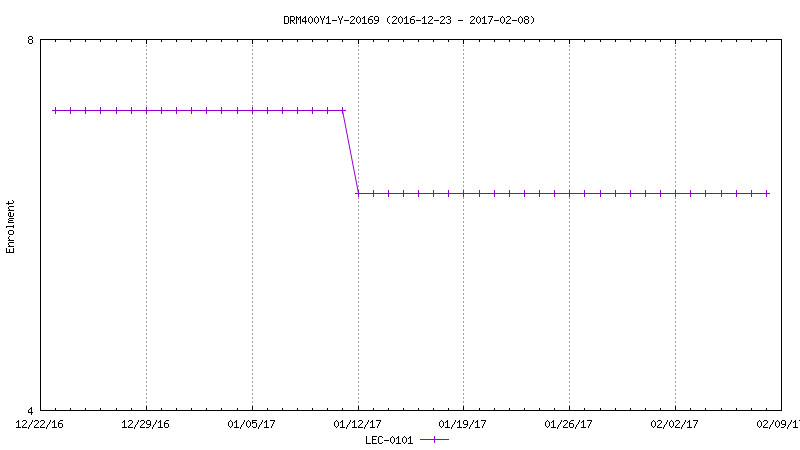 DRM400Y1-Y-20169 (2016-12-23 - 2017-02-08)
8
Enrolment
4
12/22/16 12/29/16 01/05/17 01/12/17 01/19/17 01/26/17 02/02/17 02/09/1
LEC-0101